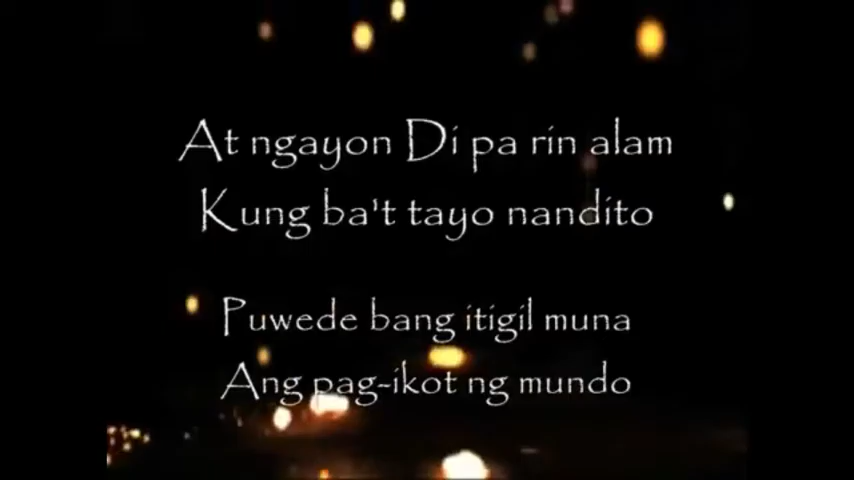 At ngayon Di pa rin alam
Kung ba't tayo nandito
Puwede bang itigil muna
Ang pag-ikot ng mundo